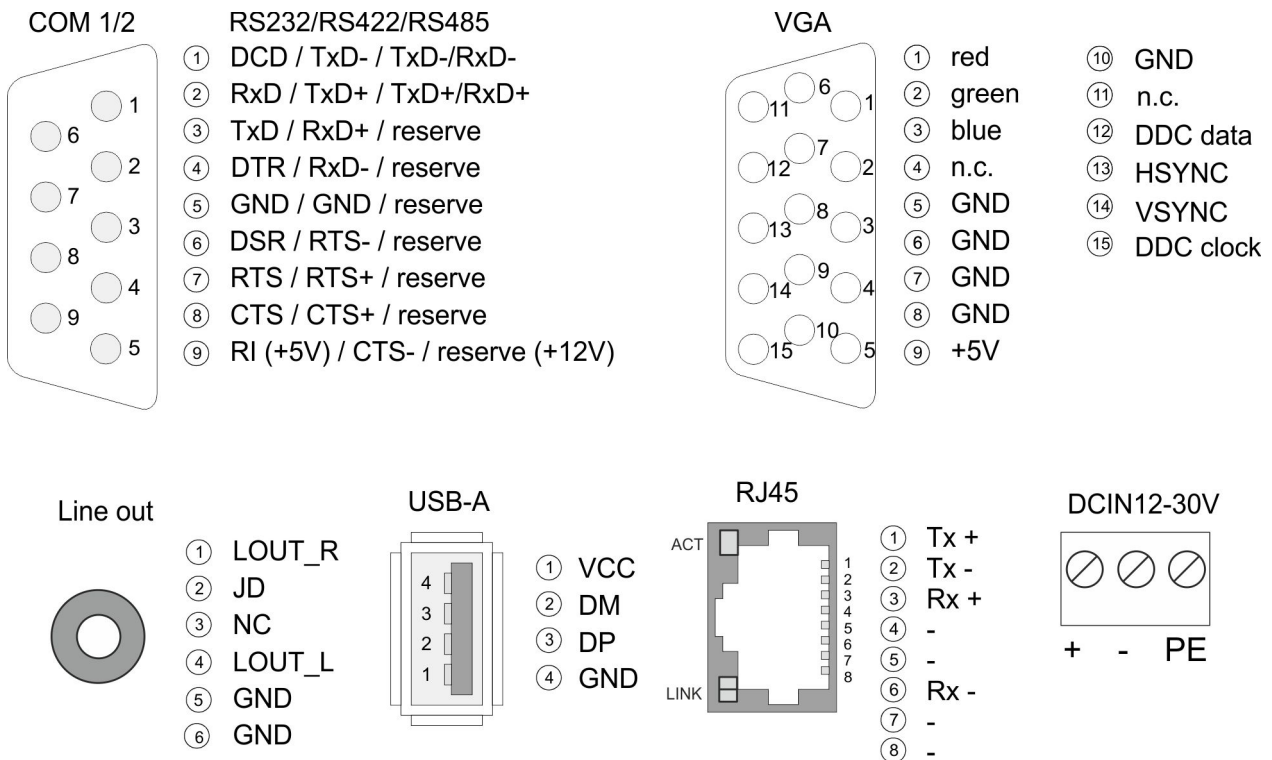 COM 1/2
RS232/RS422/RS485
1 DCD / TxD- / TxD-/RxD-
2 RxD / TxD+ / TxD+/RxD+
3 TxD / RxD+ / reserve
4 DTR / RxD- / reserve
5 GND / GND / reserve
6 DSR / RTS- / reserve
7 RTS / RTS+ / reserve
8 CTS / CTS+ / reserve
9 RI (+5V) / CTS- / reserve (+12V)
1
6
2
7
3
8
4
9
5
VGA
6
11
1
7
12
2
8
13
3
9
14
4
10
15
5
1 red
2 green
3 blue
4 n.c.
5 GND
6 GND
7 GND
8 GND
9 +5V
10 GND
11 n.c.
12 DDC data
13 HSYNC
14 VSYNC
15 DDC clock
Line out
1 LOUT_R
2 JD
3 NC
4 LOUT_L
5 GND
6 GND
USB-A
4
3
2
1
1 VCC
2 DM
3 DP
4 GND
RJ45
ACT
LINK
1
2
3
4
5
6
7
8
1 Tx +
2 Tx -
3 Rx +
4 -
5 -
6 Rx -
7 -
8 -
DCIN12-30V
+ - PE